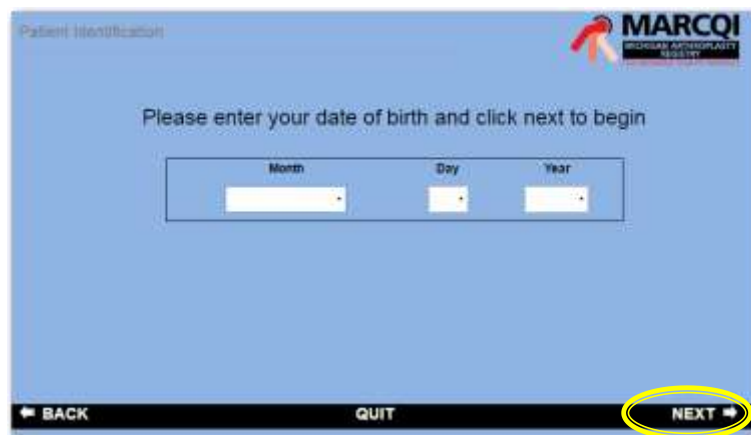 Patient Identification
MARCQI
MICHIGAN ARTHROPLASTY
REGISTRY
Please enter your date of birth and click next to begin
Month Day Year
BACK QUIT NEXT